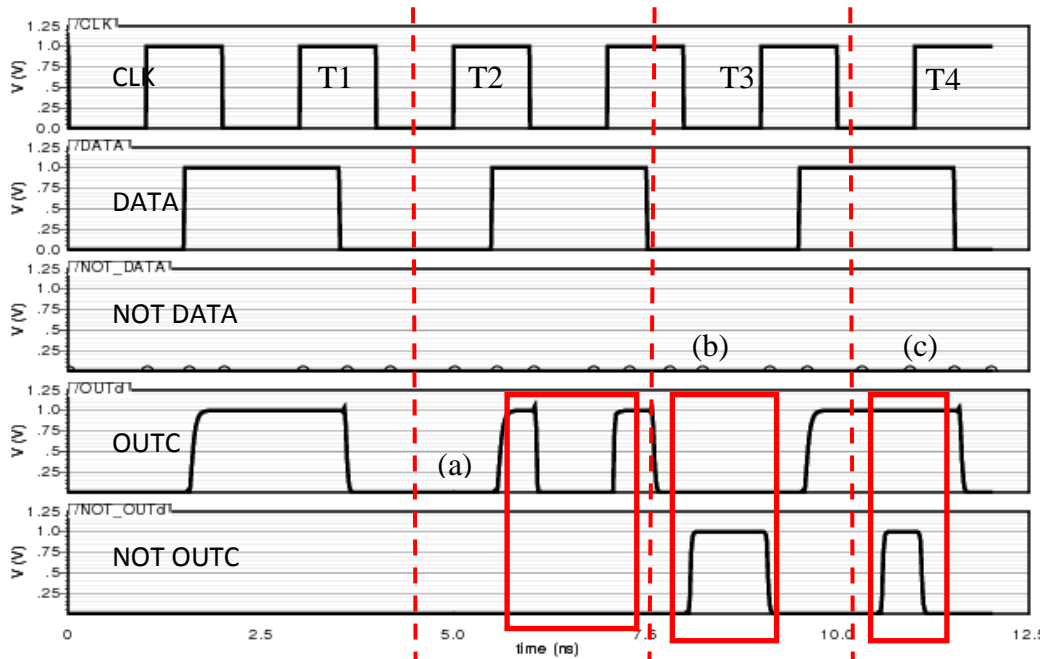 /CLK
1.25
1.0
.75
.5
.25
0.0
V (V)
CLK
T1
T2
T3
T4
/DATA
1.25
1.0
.75
.5
.25
0.0
V (V)
DATA
/NOT_DATA
1.25
1.0
.75
.5
.25
V (V)
NOT DATA
(b)
(c)
/OUTd
1.25
1.0
.75
.5
.25
V (V)
OUTC
(a)
/NOT_OUTd
1.25
1.0
.75
.5
.25
V (V)
NOT OUTC
0
2.5
5.0
7.5
10.0
12.5
time (ns)